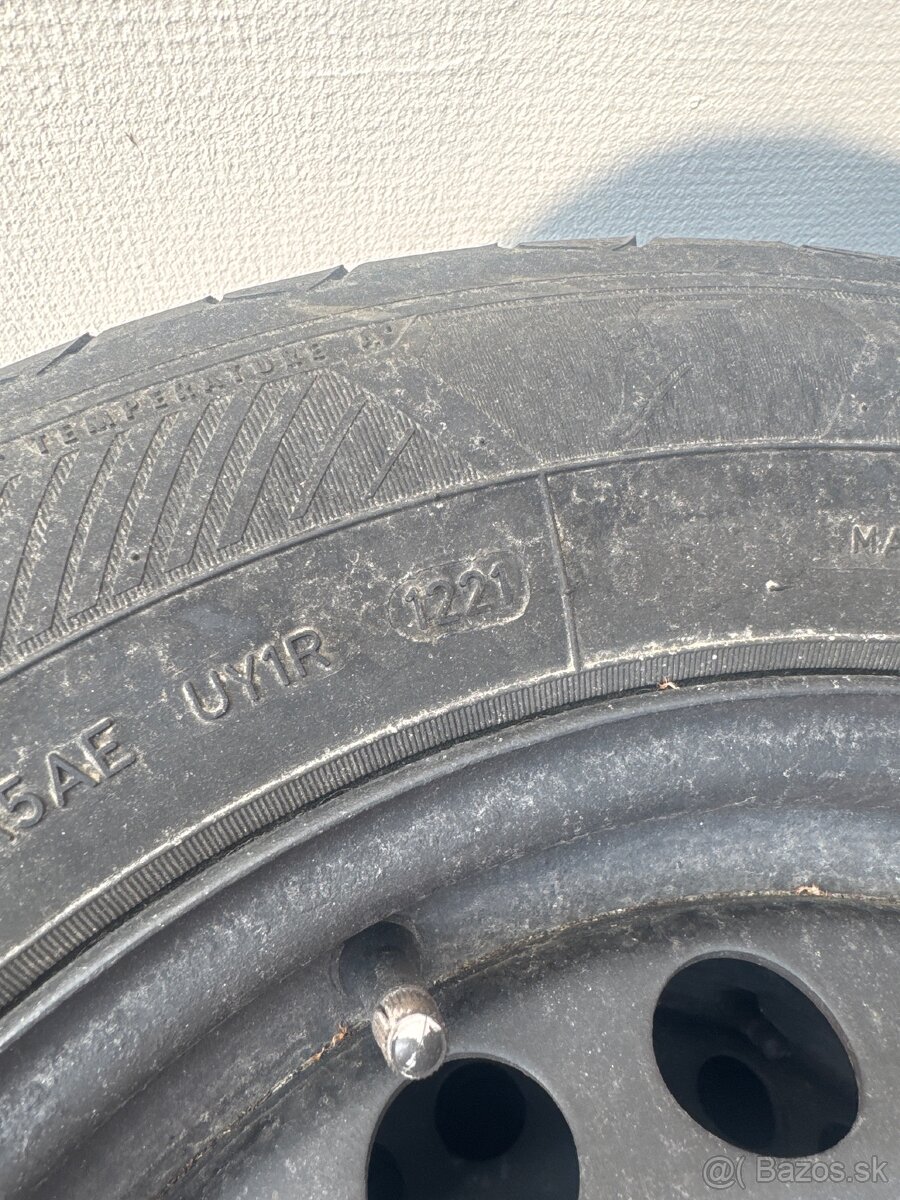 TEMPERATURE A
1221
UY1R
5AE
MA
@( Bazos.sk